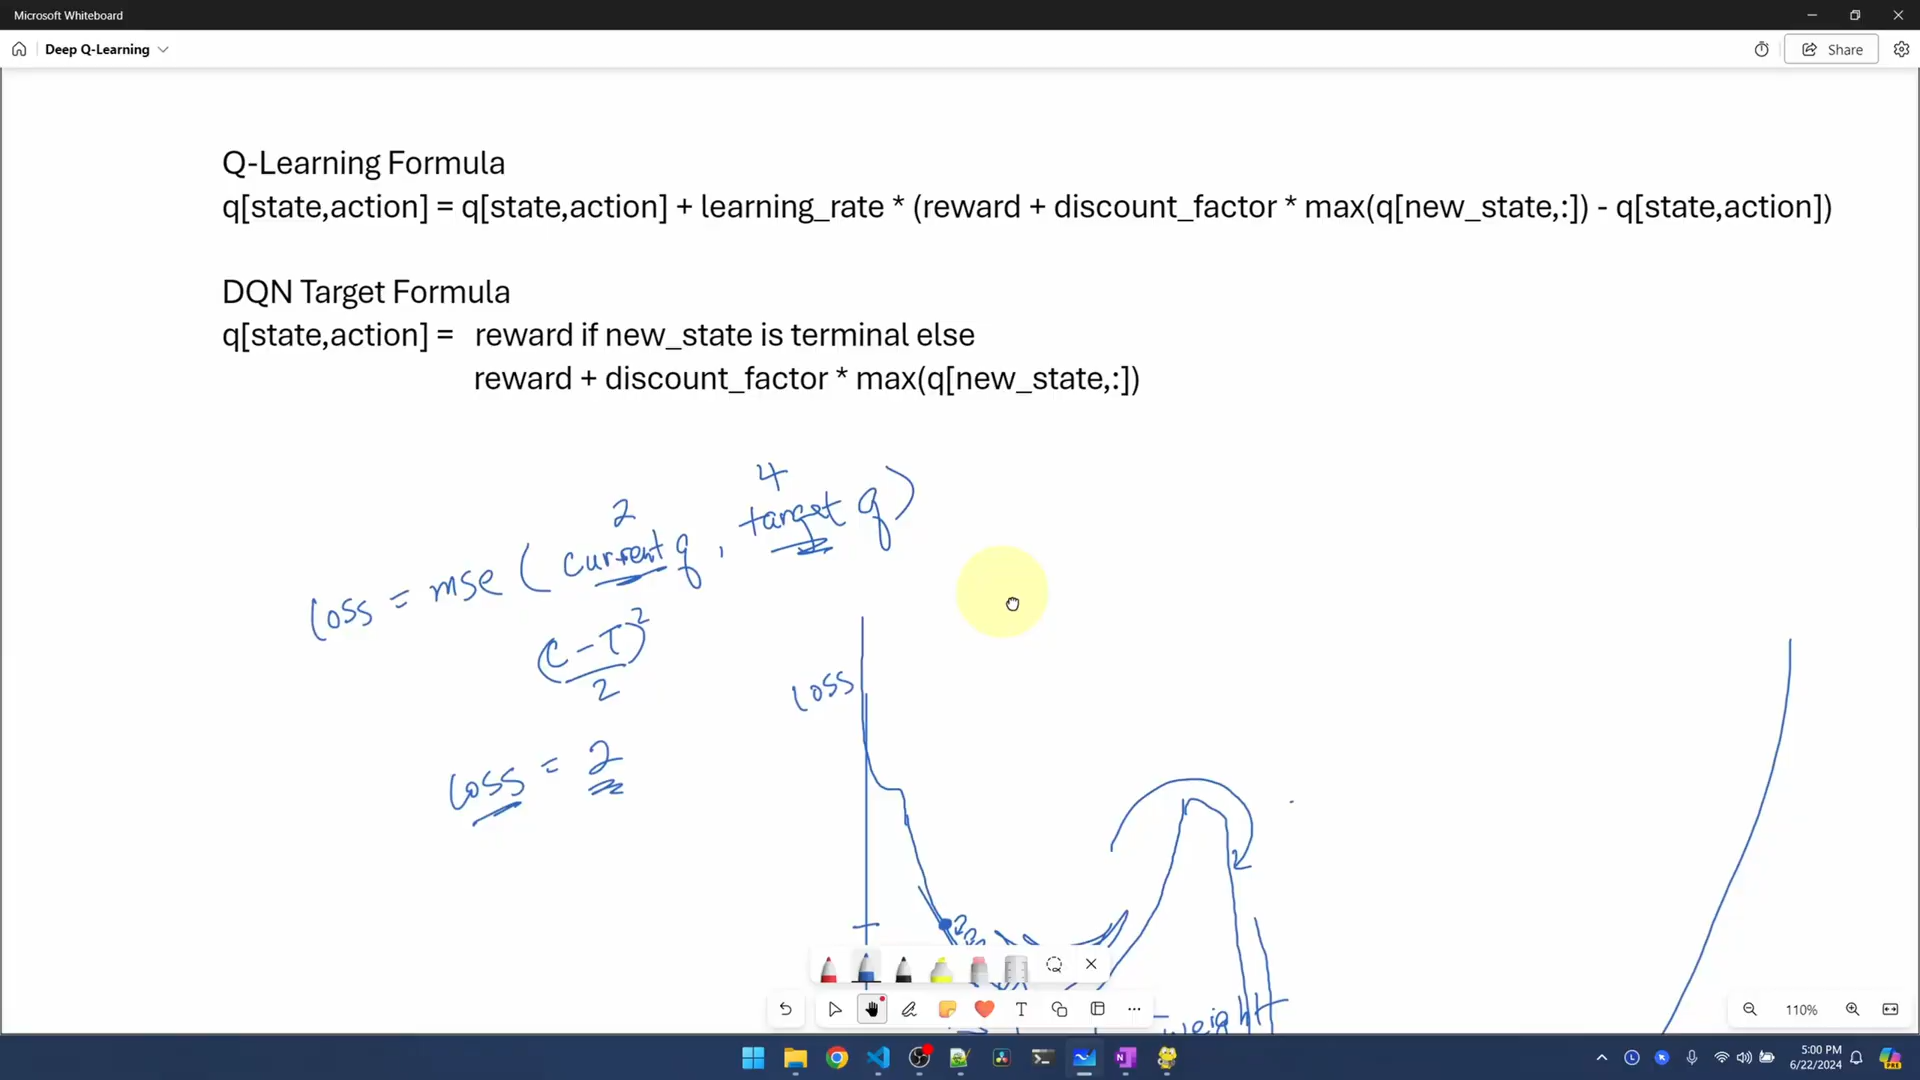 Microsoft Whiteboard
Deep Q-Learning
Share
Q-Learning Formula
q[state,action] = q[state,action] + learning_rate * (reward + discount_factor * max(q[new_state,:]) - q[state,action])
DQN Target Formula
q[state,action] = reward if new_state is terminal else
reward + discount_factor * max(q[new_state,:])
2 4
loss = mse ( current q , target q )
(C - T)²
2
loss
loss = 2
weight
110%
5:00 PM
6/22/2024